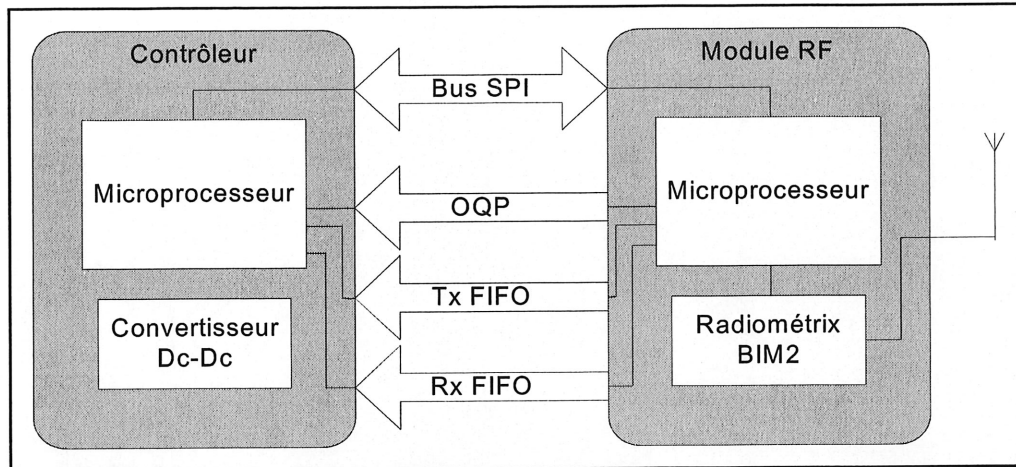 Contrôleur
Module RF
Bus SPI
Microprocesseur
Microprocesseur
OQP
Tx FIFO
Convertisseur
Dc-Dc
Radiométrix
BIM2
Rx FIFO